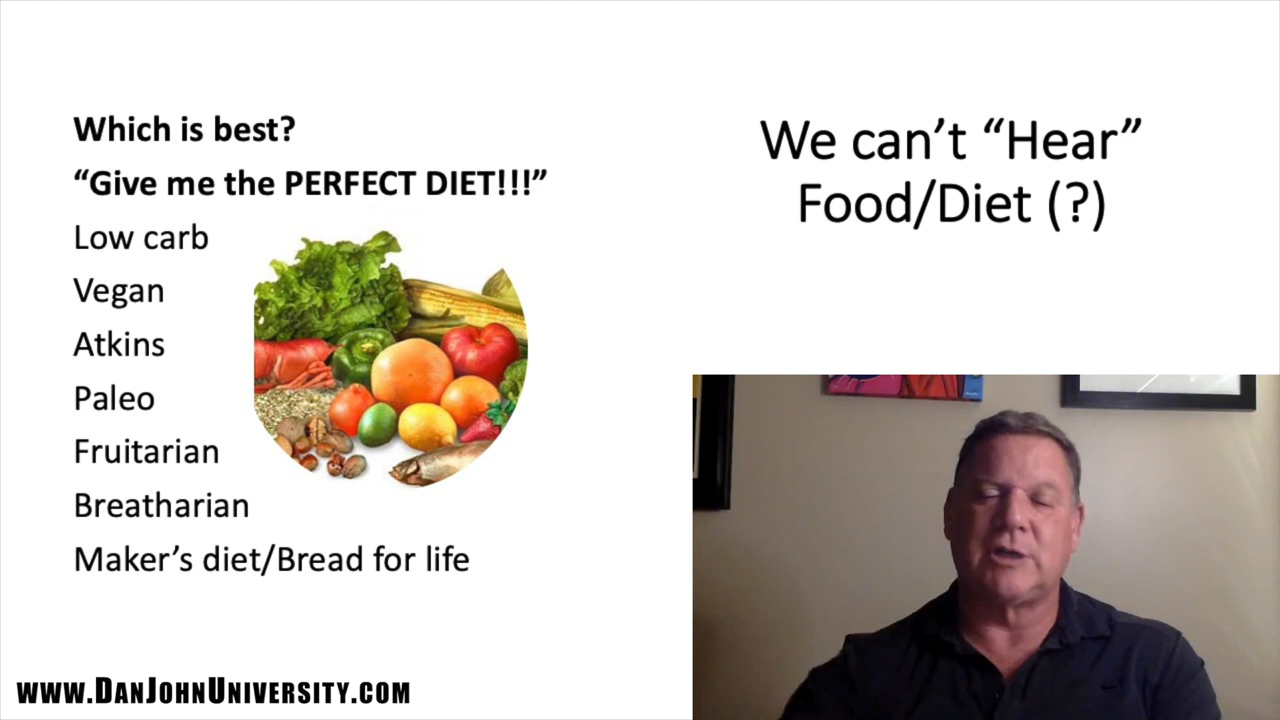 Which is best?
“Give me the PERFECT DIET!!!”
Low carb
Vegan
Atkins
Paleo
Fruitarian
Breatharian
Maker’s diet/Bread for life
We can’t “Hear”
Food/Diet (?)
www.DanJohnUniversity.com